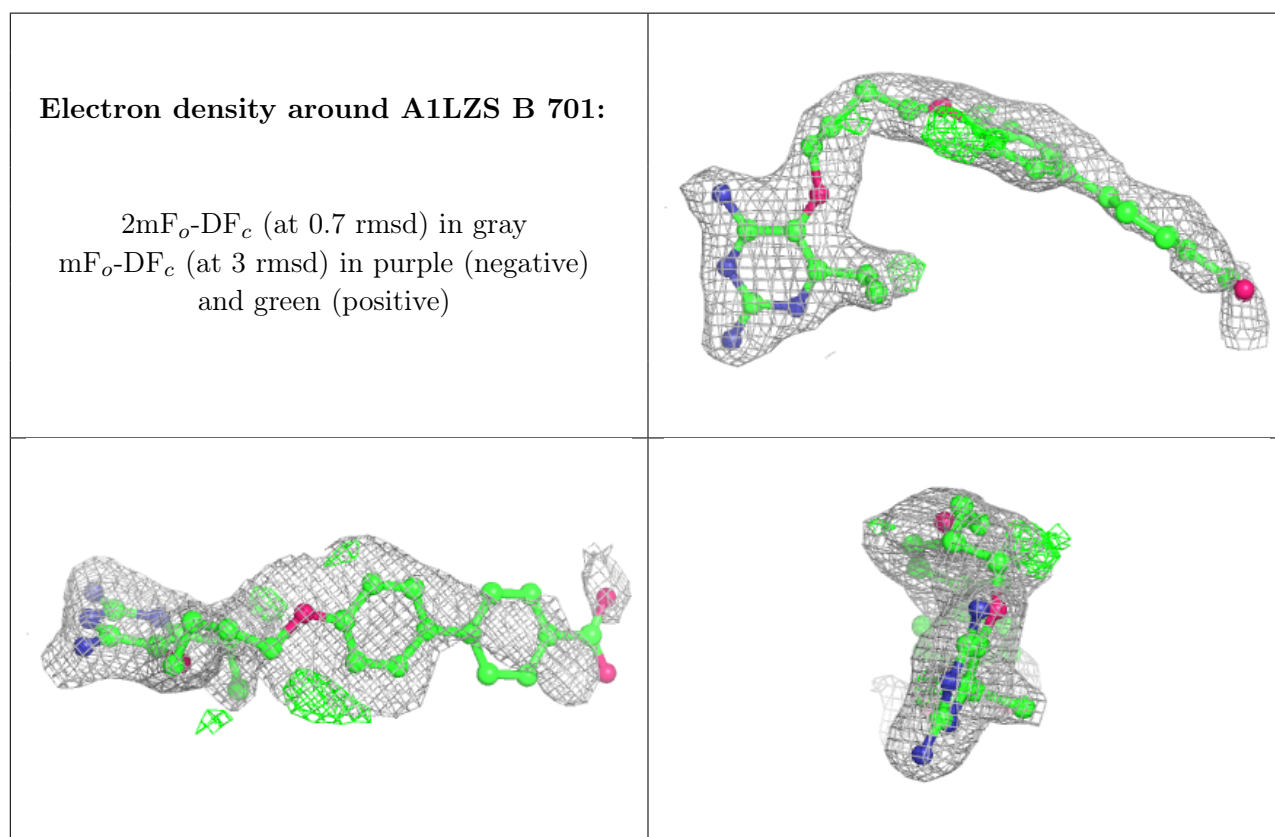 Electron density around A1LZS B 701:
2mFo-DFc (at 0.7 rmsd) in gray
mFo-DFc (at 3 rmsd) in purple (negative)
and green (positive)